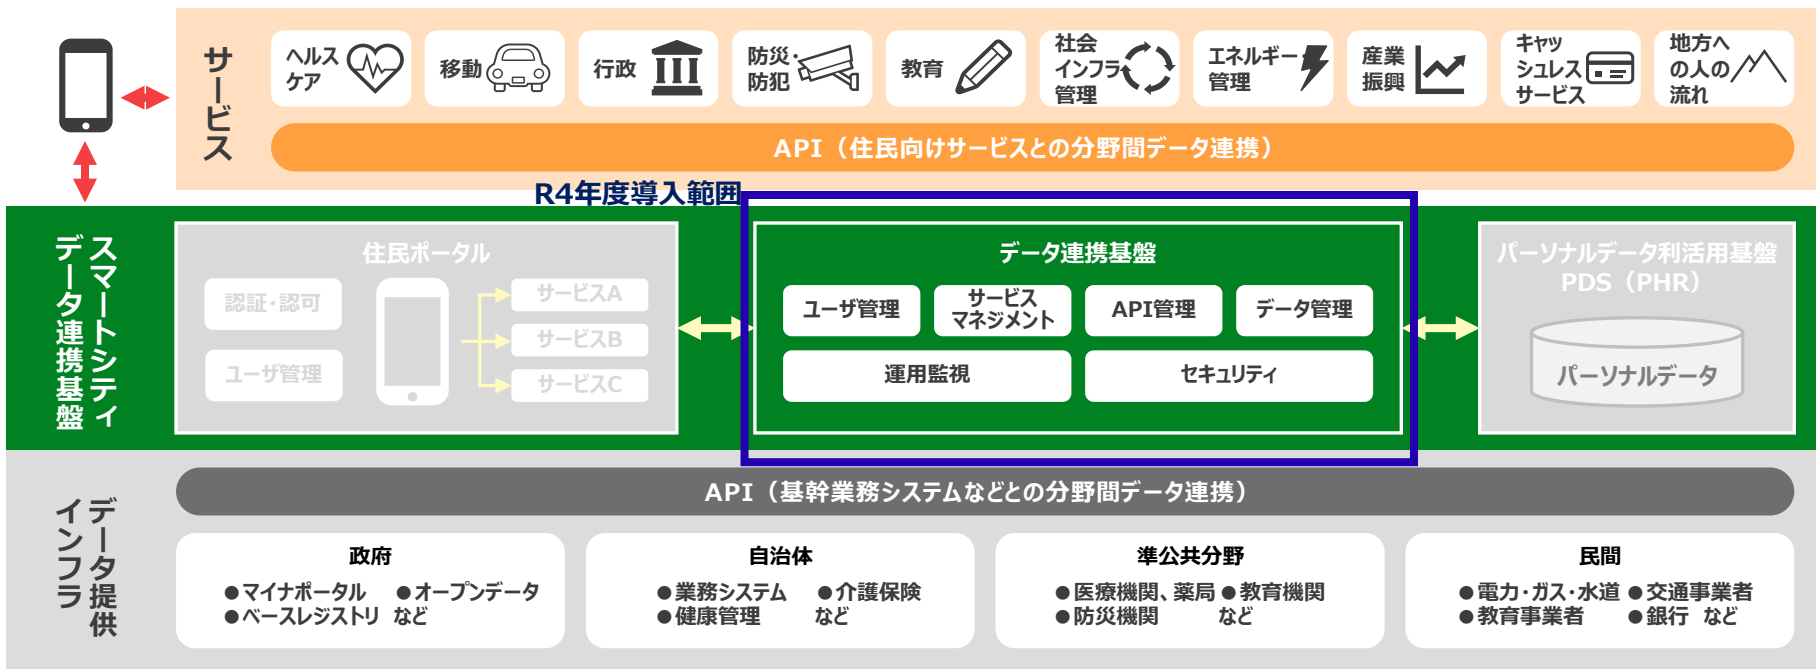 サービス
ヘルス
ケア
移動
行政
防災・
防犯
教育
社会
インフラ
管理
エネルギー
管理
産業
振興
キャッ
シュレス
サービス
地方へ
の人の
流れ
API（住民向けサービスとの分野間データ連携）
R4年度導入範囲
スマートシティ
データ連携基盤
住民ポータル
認証・認可
ユーザ管理
サービスA
サービスB
サービスC
データ連携基盤
ユーザ管理
サービス
マネジメント
API管理
データ管理
運用監視
セキュリティ
パーソナルデータ利活用基盤
PDS（PHR）
パーソナルデータ
データ提供
インフラ
API（基幹業務システムなどとの分野間データ連携）
政府
●マイナポータル ●オープンデータ
●ベースレジストリ など
自治体
●業務システム ●介護保険
●健康管理 など
準公共分野
●医療機関、薬局 ●教育機関
●防災機関 など
民間
●電力・ガス・水道 ●交通事業者
●教育事業者 ●銀行 など